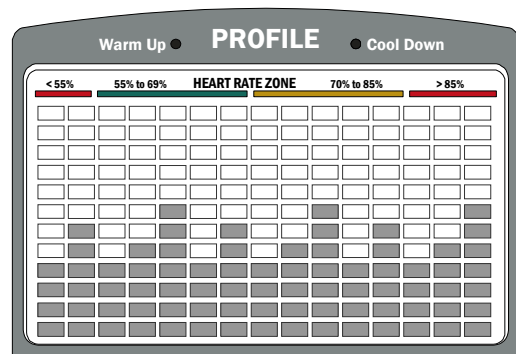 Warm Up PROFILE Cool Down
< 55% 55% to 69% HEART RATE ZONE 70% to 85% > 85%